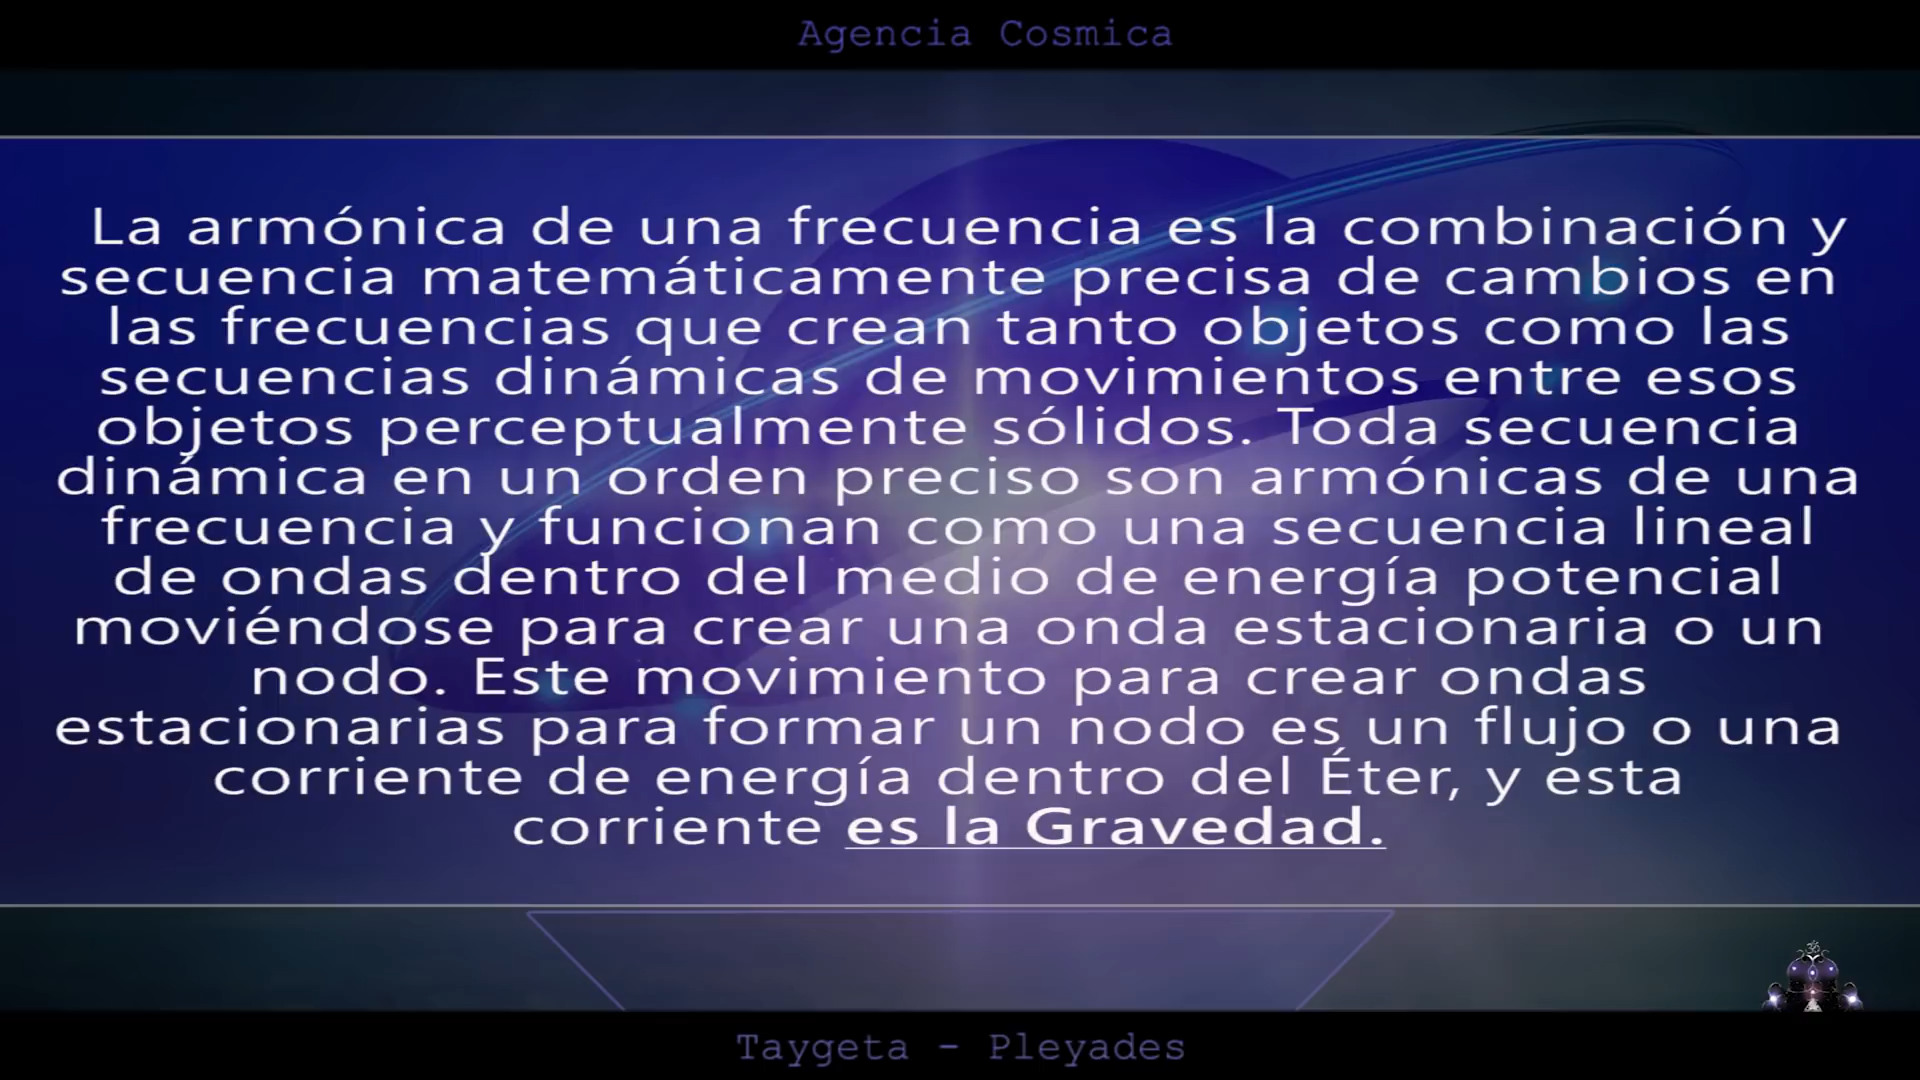 Agencia Cosmica
La armónica de una frecuencia es la combinación y
secuencia matemáticamente precisa de cambios en
las frecuencias que crean tanto objetos como las
secuencias dinámicas de movimientos entre esos
objetos perceptualmente sólidos. Toda secuencia
dinámica en un orden preciso son armónicas de una
frecuencia y funcionan como una secuencia lineal
de ondas dentro del medio de energía potencial
moviéndose para crear una onda estacionaria o un
nodo. Este movimiento para crear ondas
estacionarias para formar un nodo es un flujo o una
corriente de energía dentro del Éter, y esta
corriente es la Gravedad.
Taygeta - Pleyades